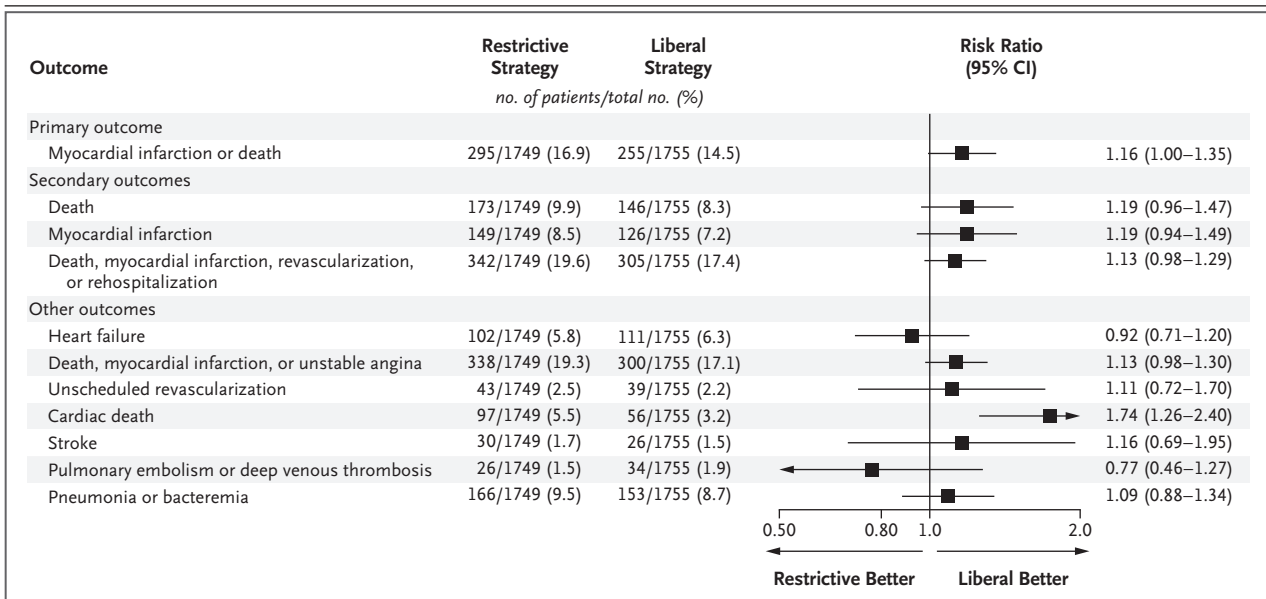 Outcome Restrictive Strategy Liberal Strategy Risk Ratio (95% CI)
no. of patients/total no. (%)
Primary outcome
Myocardial infarction or death 295/1749 (16.9) 255/1755 (14.5) 1.16 (1.00–1.35)
Secondary outcomes
Death 173/1749 (9.9) 146/1755 (8.3) 1.19 (0.96–1.47)
Myocardial infarction 149/1749 (8.5) 126/1755 (7.2) 1.19 (0.94–1.49)
Death, myocardial infarction, revascularization, 342/1749 (19.6) 305/1755 (17.4) 1.13 (0.98–1.29)
or rehospitalization
Other outcomes
Heart failure 102/1749 (5.8) 111/1755 (6.3) 0.92 (0.71–1.20)
Death, myocardial infarction, or unstable angina 338/1749 (19.3) 300/1755 (17.1) 1.13 (0.98–1.30)
Unscheduled revascularization 43/1749 (2.5) 39/1755 (2.2) 1.11 (0.72–1.70)
Cardiac death 97/1749 (5.5) 56/1755 (3.2) 1.74 (1.26–2.40)
Stroke 30/1749 (1.7) 26/1755 (1.5) 1.16 (0.69–1.95)
Pulmonary embolism or deep venous thrombosis 26/1749 (1.5) 34/1755 (1.9) 0.77 (0.46–1.27)
Pneumonia or bacteremia 166/1749 (9.5) 153/1755 (8.7) 1.09 (0.88–1.34)
0.50 0.80 1.0 2.0
Restrictive Better Liberal Better